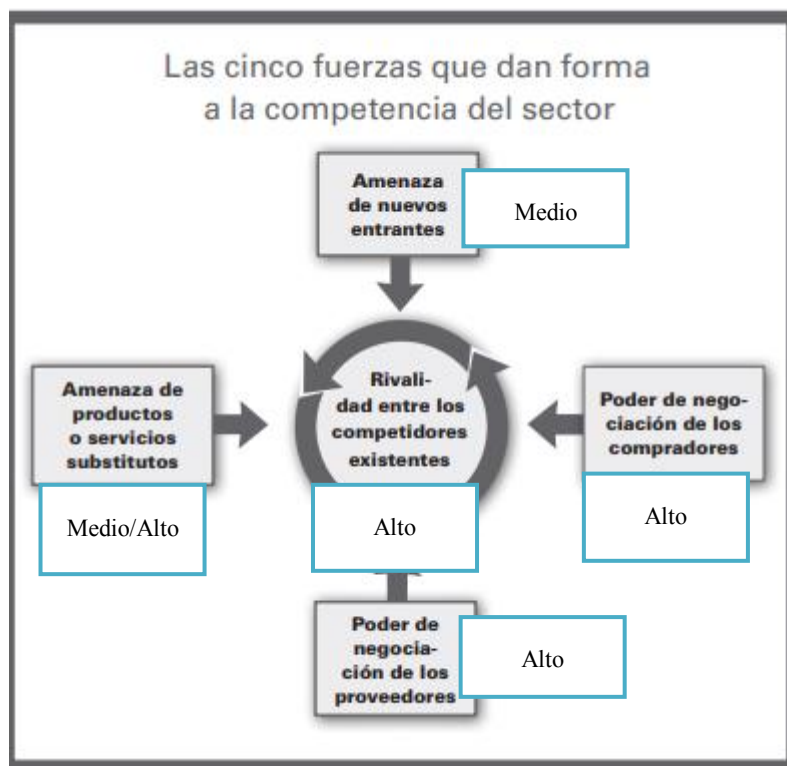 Las cinco fuerzas que dan forma
a la competencia del sector
Amenaza
de nuevos
entrantes
Medio
Amenaza de
productos
o servicios
substitutos
Medio/Alto
Rivali-
dad entre los
competidores
existentes
Alto
Poder de nego-
ciación de los
compradores
Alto
Poder de
negocia-
ción de los
proveedores
Alto